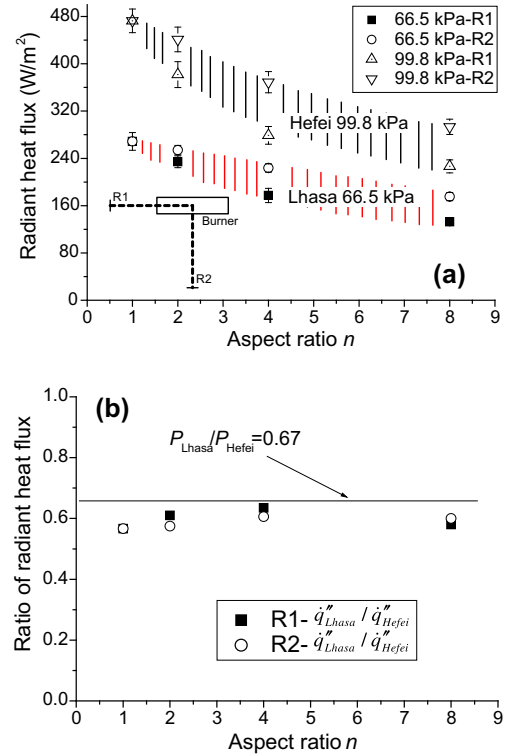 480
400
320
240
160
80
0
Radiant heat flux (W/m²)
66.5 kPa-R1
66.5 kPa-R2
99.8 kPa-R1
99.8 kPa-R2
Hefei 99.8 kPa
Lhasa 66.5 kPa
R1
Burner
R2
(a)
0 1 2 3 4 5 6 7 8 9
Aspect ratio n
(b)
1.0
0.8
0.6
0.4
0.2
0.0
Ratio of radiant heat flux
P_Lhasa/P_Hefei=0.67
R1- q̇″_Lhasa / q̇″_Hefei
R2- q̇″_Lhasa / q̇″_Hefei
0 1 2 3 4 5 6 7 8 9
Aspect ratio n